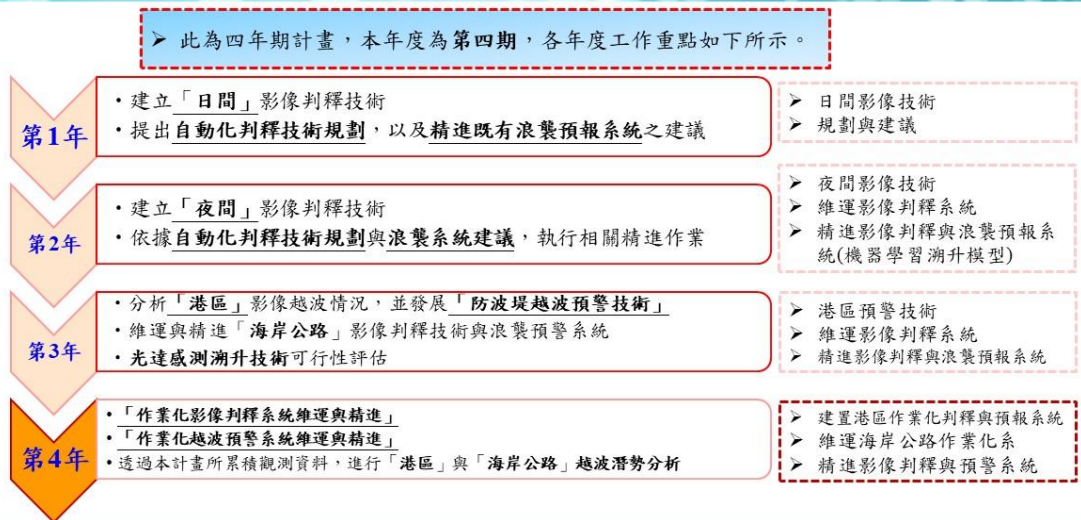 ➢ 此為四年期計畫，本年度為第四期，各年度工作重點如下所示。
第1年
・建立「日間」影像判釋技術
・提出自動化判釋技術規劃，以及精進既有浪襲預報系統之建議
➢ 日間影像技術
➢ 規劃與建議
第2年
・建立「夜間」影像判釋技術
・依據自動化判釋技術規劃與浪襲系統建議，執行相關精進作業
➢ 夜間影像技術
➢ 維運影像判釋系統
➢ 精進影像判釋與浪襲預報系
統(機器學習溯升模型)
第3年
・分析「港區」影像越波情況，並發展「防波堤越波預警技術」
・維運與精進「海岸公路」影像判釋技術與浪襲預警系統
・光達感測溯升技術可行性評估
➢ 港區預警技術
➢ 維運影像判釋系統
➢ 精進影像判釋與浪襲預報系統
第4年
・「作業化影像判釋系統維運與精進」
・「作業化越波預警系統維運與精進」
・透過本計畫所累積觀測資料，進行「港區」與「海岸公路」越波潛勢分析
➢ 建置港區作業化判釋與預報系統
➢ 維運海岸公路作業化系
➢ 精進影像判釋與預警系統